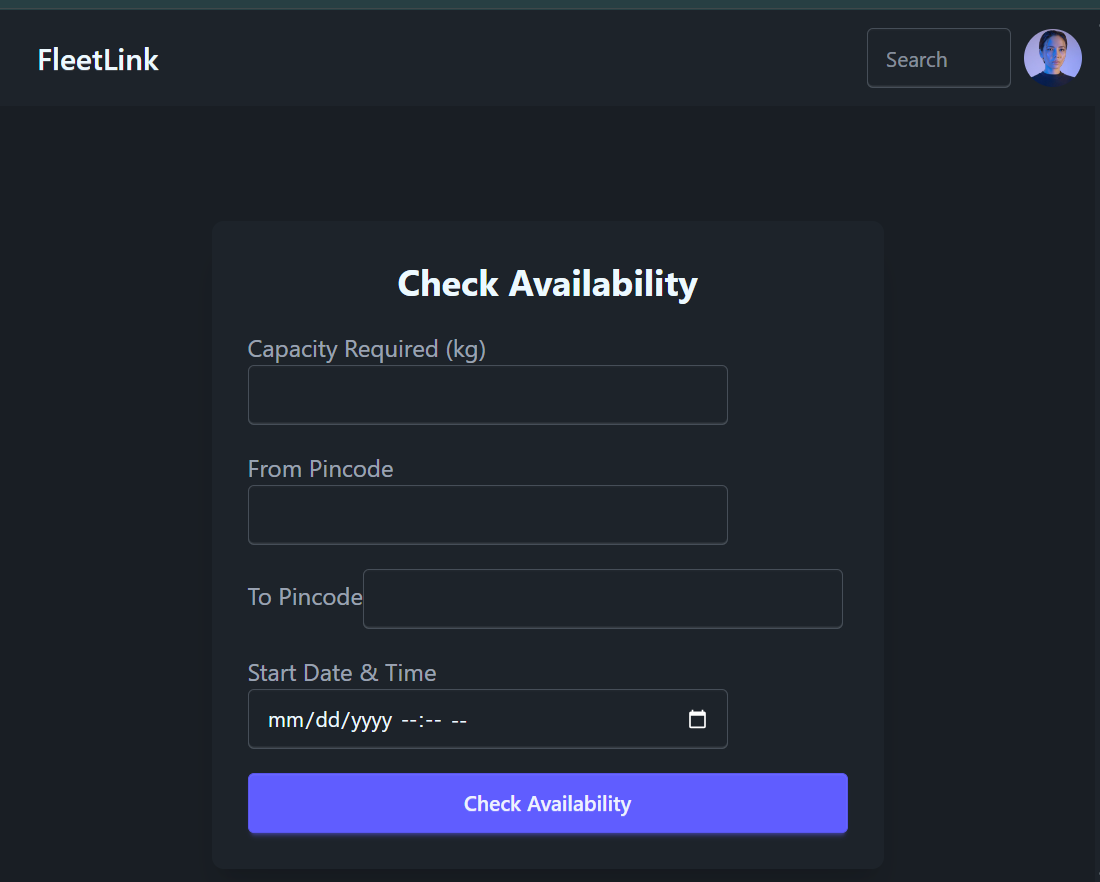 FleetLink
Search
Check Availability
Capacity Required (kg)
From Pincode
To Pincode
Start Date & Time
mm/dd/yyyy --:-- --
Check Availability